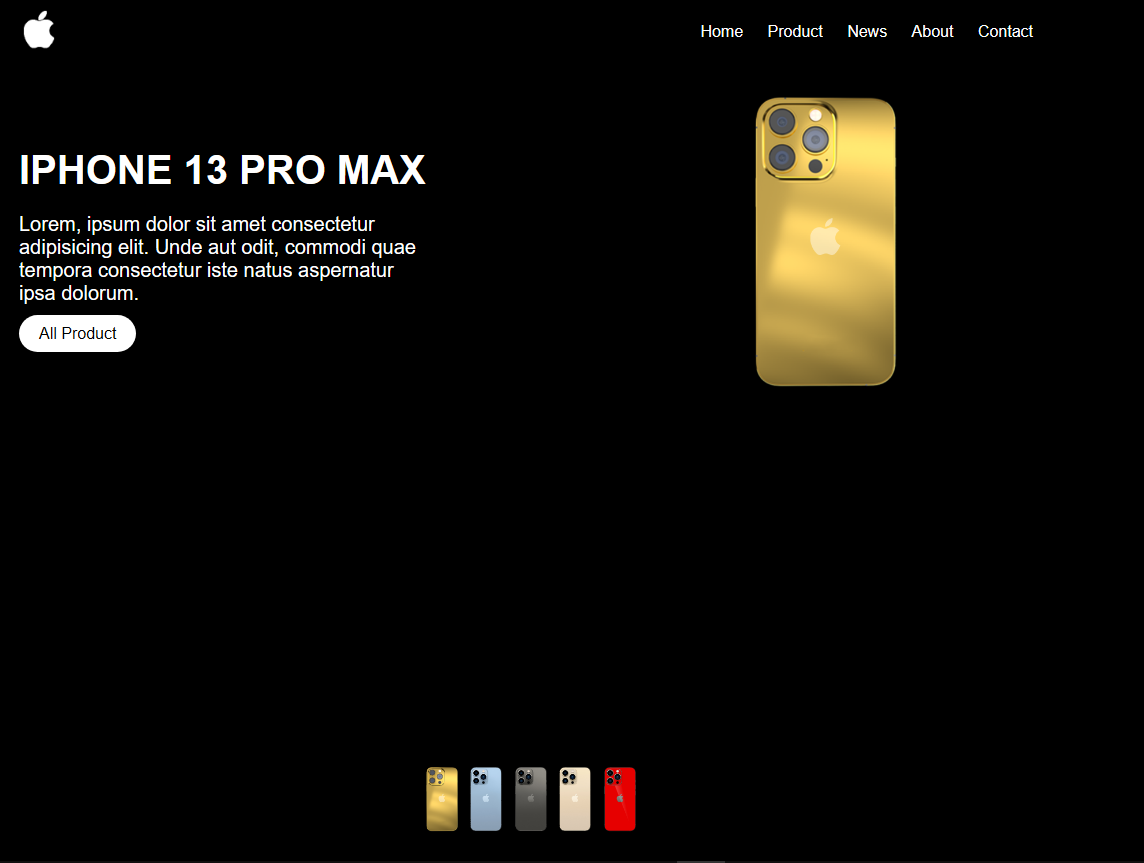 Home Product News About Contact
IPHONE 13 PRO MAX
Lorem, ipsum dolor sit amet consectetur
adipisicing elit. Unde aut odit, commodi quae
tempora consectetur iste natus aspernatur
ipsa dolorum.
All Product